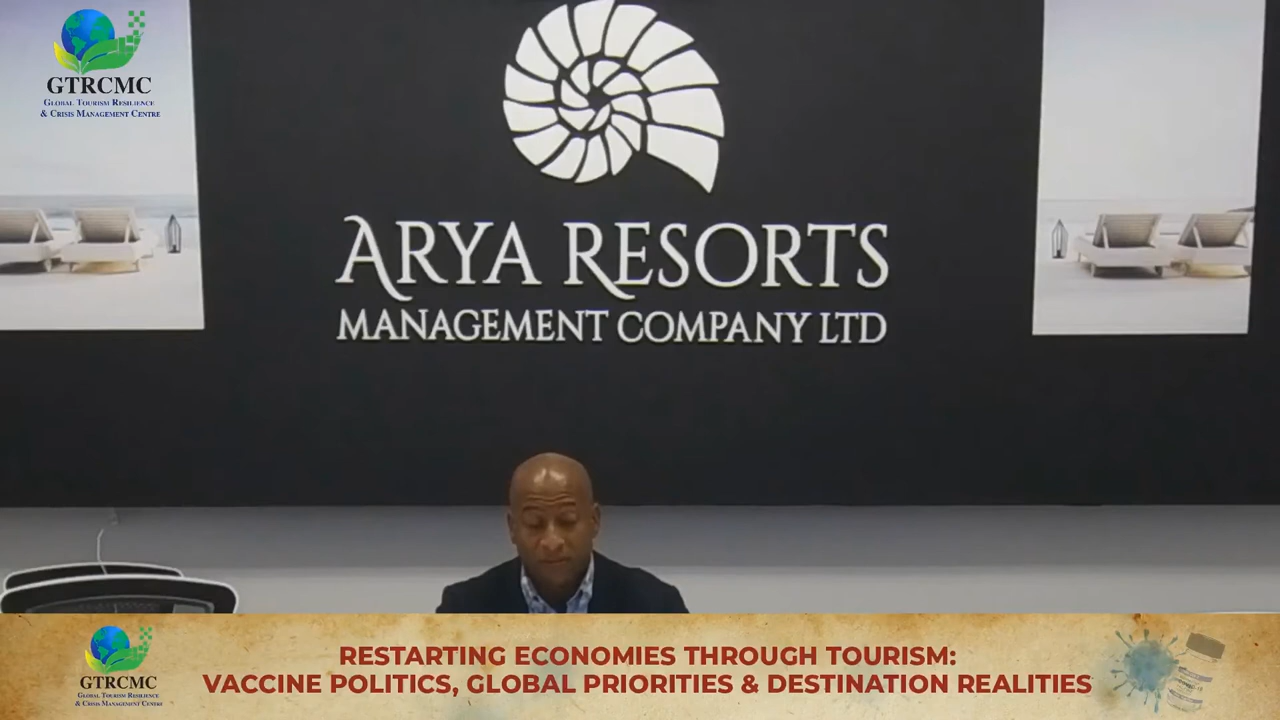 GTRCMC
GLOBAL TOURISM RESILIENCE
& CRISIS MANAGEMENT CENTRE
ARYA RESORTS
MANAGEMENT COMPANY LTD
GTRCMC
GLOBAL TOURISM RESILIENCE
& CRISIS MANAGEMENT CENTRE
RESTARTING ECONOMIES THROUGH TOURISM:
VACCINE POLITICS, GLOBAL PRIORITIES & DESTINATION REALITIES